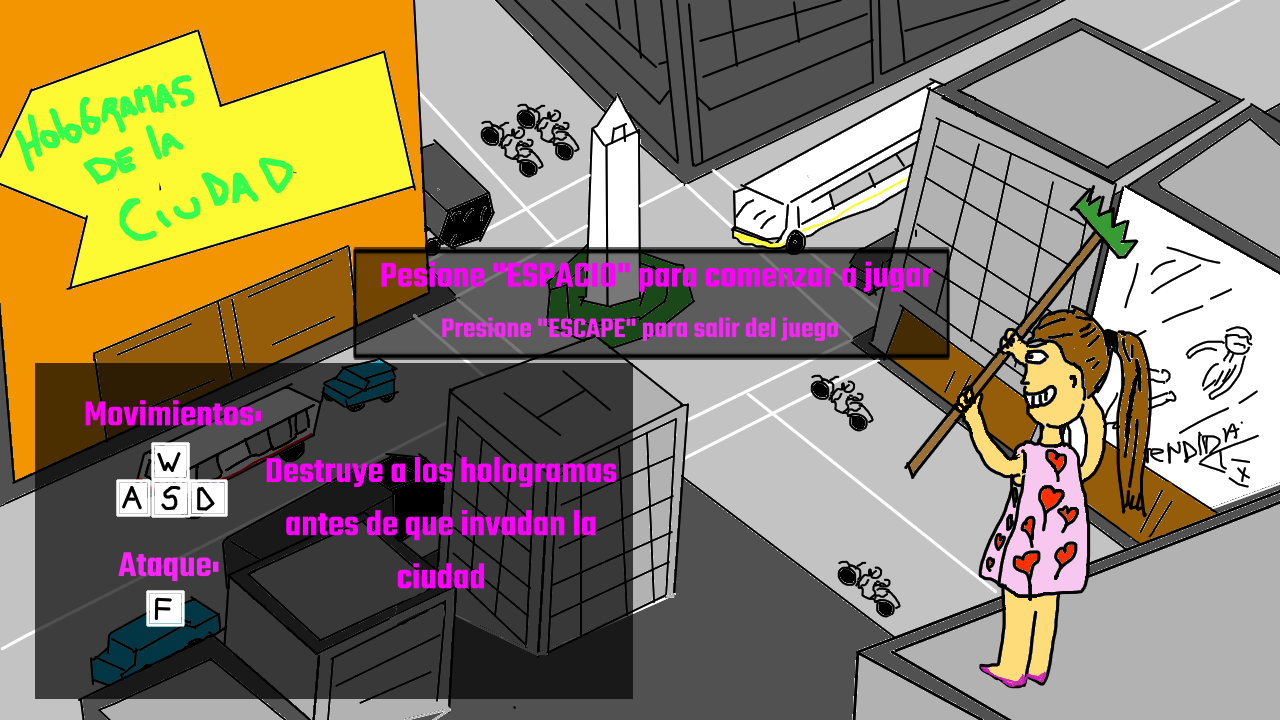 HoloGRAMAS
DE la
CiUDAD
Pesione "ESPACIO" para comenzar a jugar
Presione "ESCAPE" para salir del juego
Movimientos:
W
A S D
Destruye a los hologramas
antes de que invadan la
ciudad
Ataque:
F